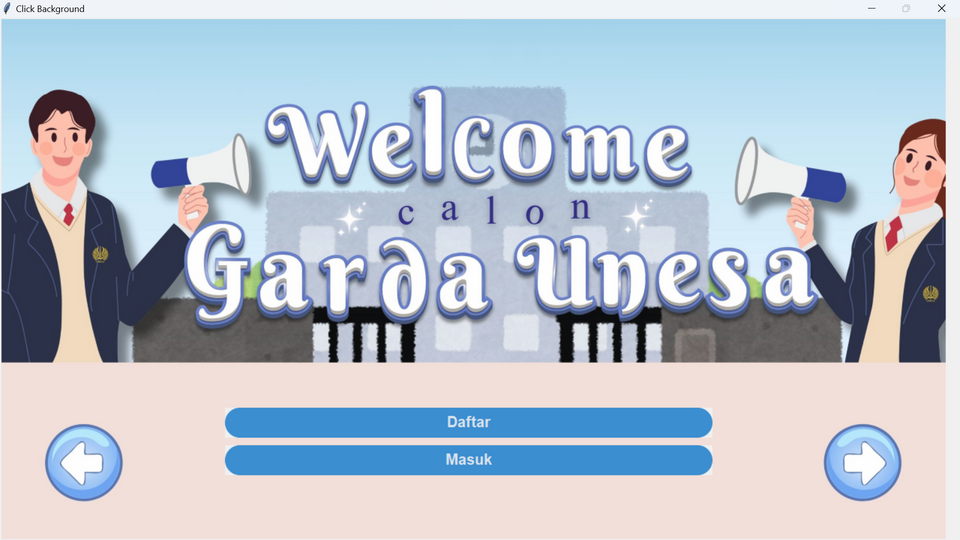 Click Background
Welcome
calon
Garda Unesa
Daftar
Masuk